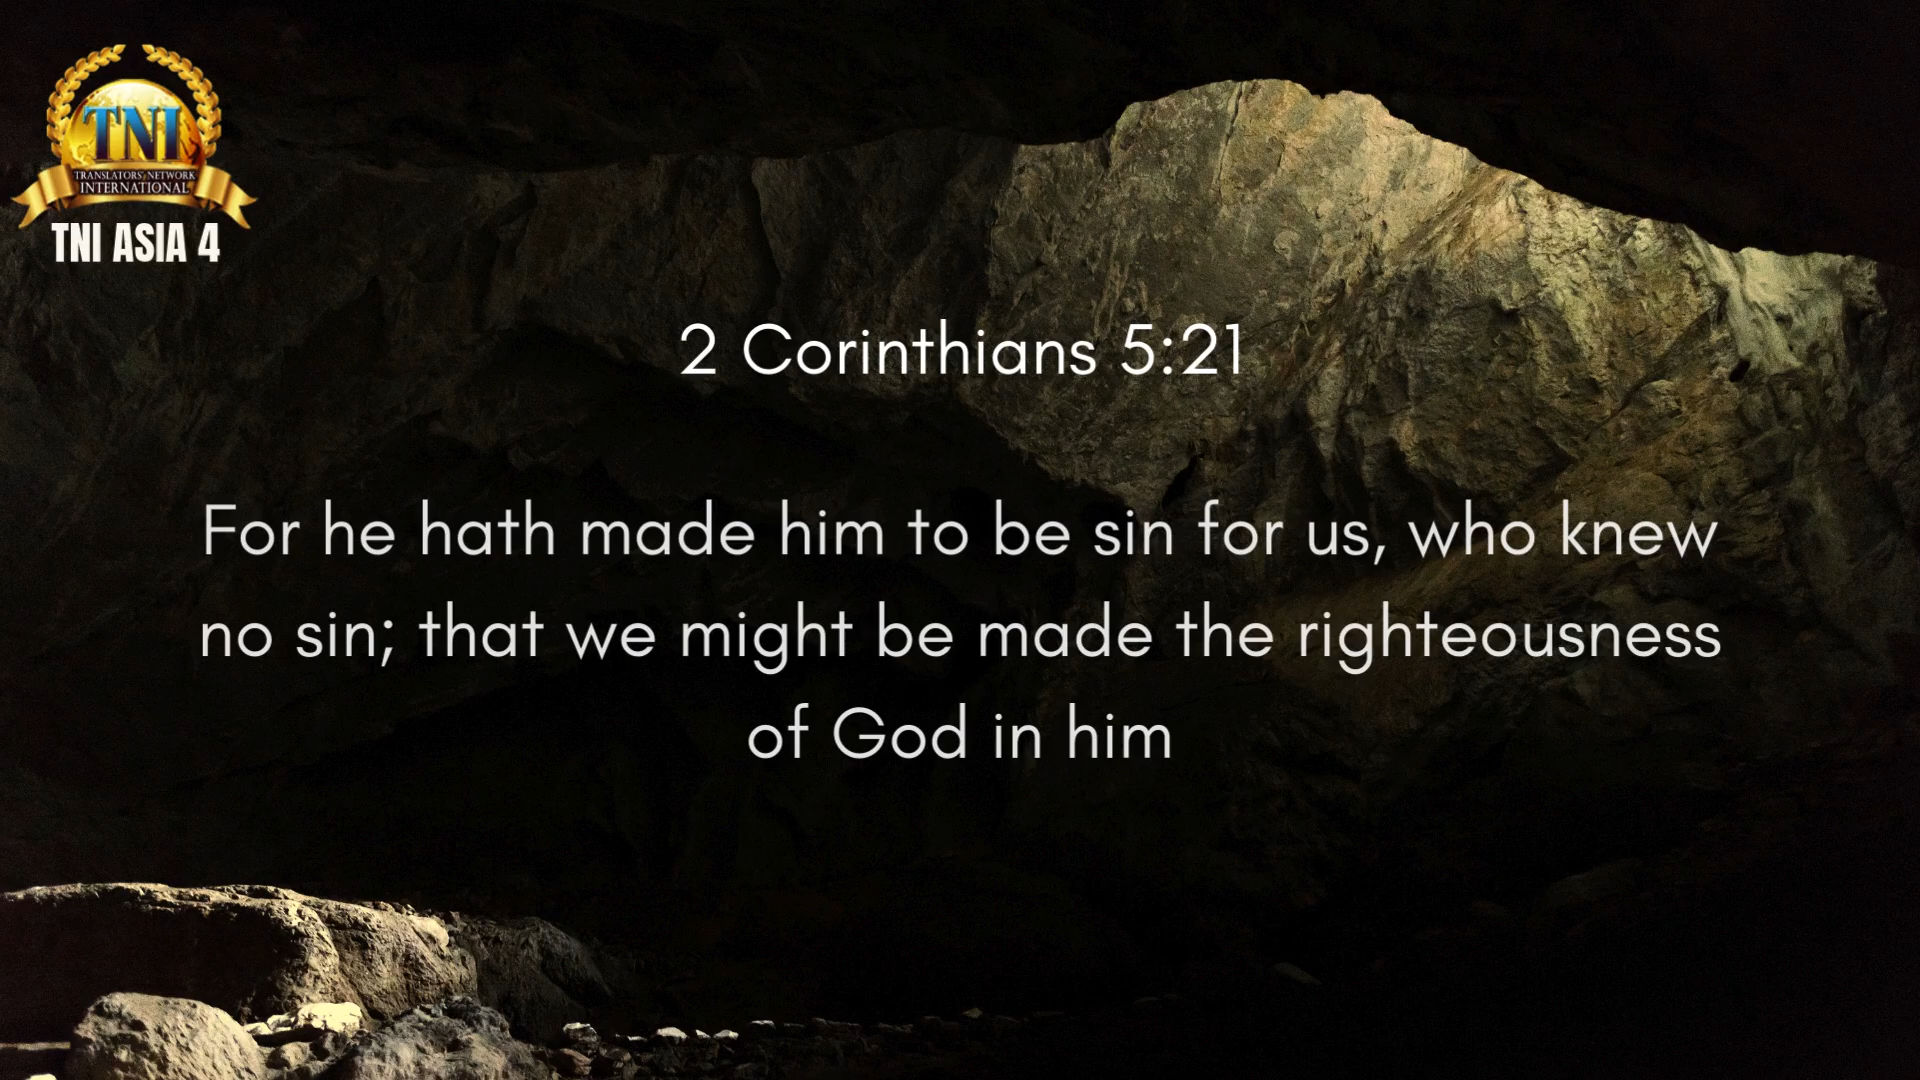 TNI
TRANSLATORS' NETWORK
INTERNATIONAL
TNI ASIA 4
2 Corinthians 5:21
For he hath made him to be sin for us, who knew
no sin; that we might be made the righteousness
of God in him